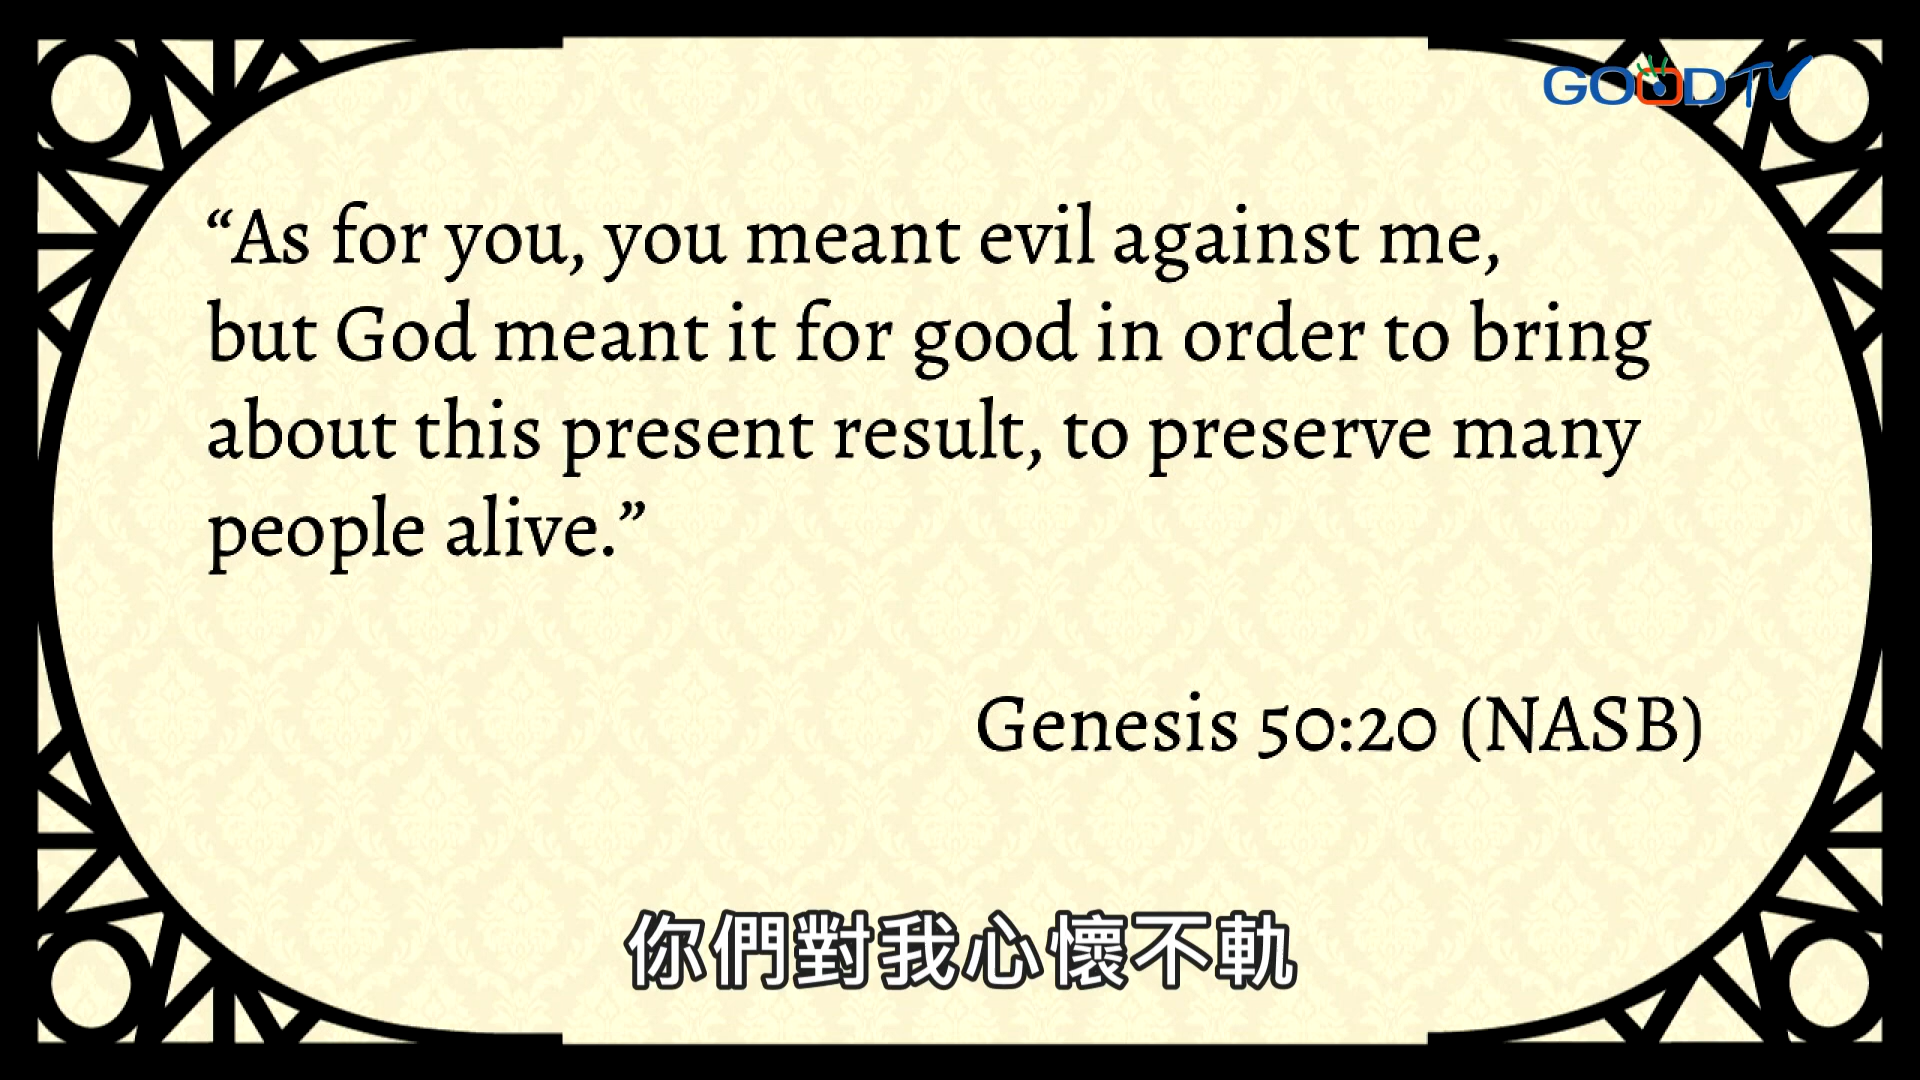 GOODTV
“As for you, you meant evil against me,
but God meant it for good in order to bring
about this present result, to preserve many
people alive.”
Genesis 50:20 (NASB)
你們對我心懷不軌